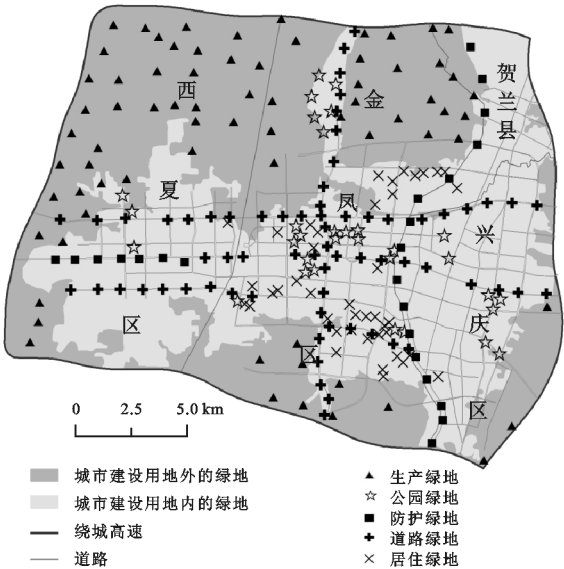 西
金
贺
兰
县
夏
凤
兴
区
区
庆
区
0 2.5 5.0 km
城市建设用地外的绿地
城市建设用地内的绿地
绕城高速
道路
生产绿地
公园绿地
防护绿地
道路绿地
居住绿地